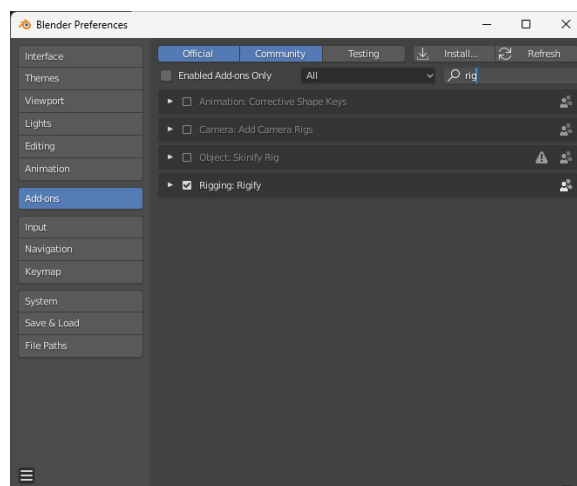 Blender Preferences
Interface
Themes
Viewport
Lights
Editing
Animation
Add-ons
Input
Navigation
Keymap
System
Save & Load
File Paths
Official Community Testing Install... Refresh
Enabled Add-ons Only All rig
Animation: Corrective Shape Keys
Camera: Add Camera Rigs
Object: Skinify Rig
Rigging: Rigify